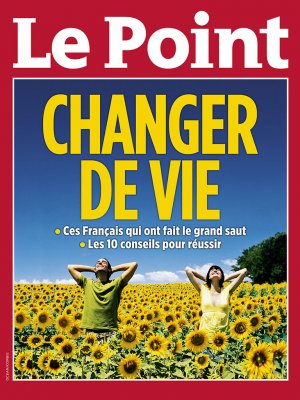 Le Point
CHANGER
DE VIE
• Ces Français qui ont fait le grand saut
• Les 10 conseils pour réussir